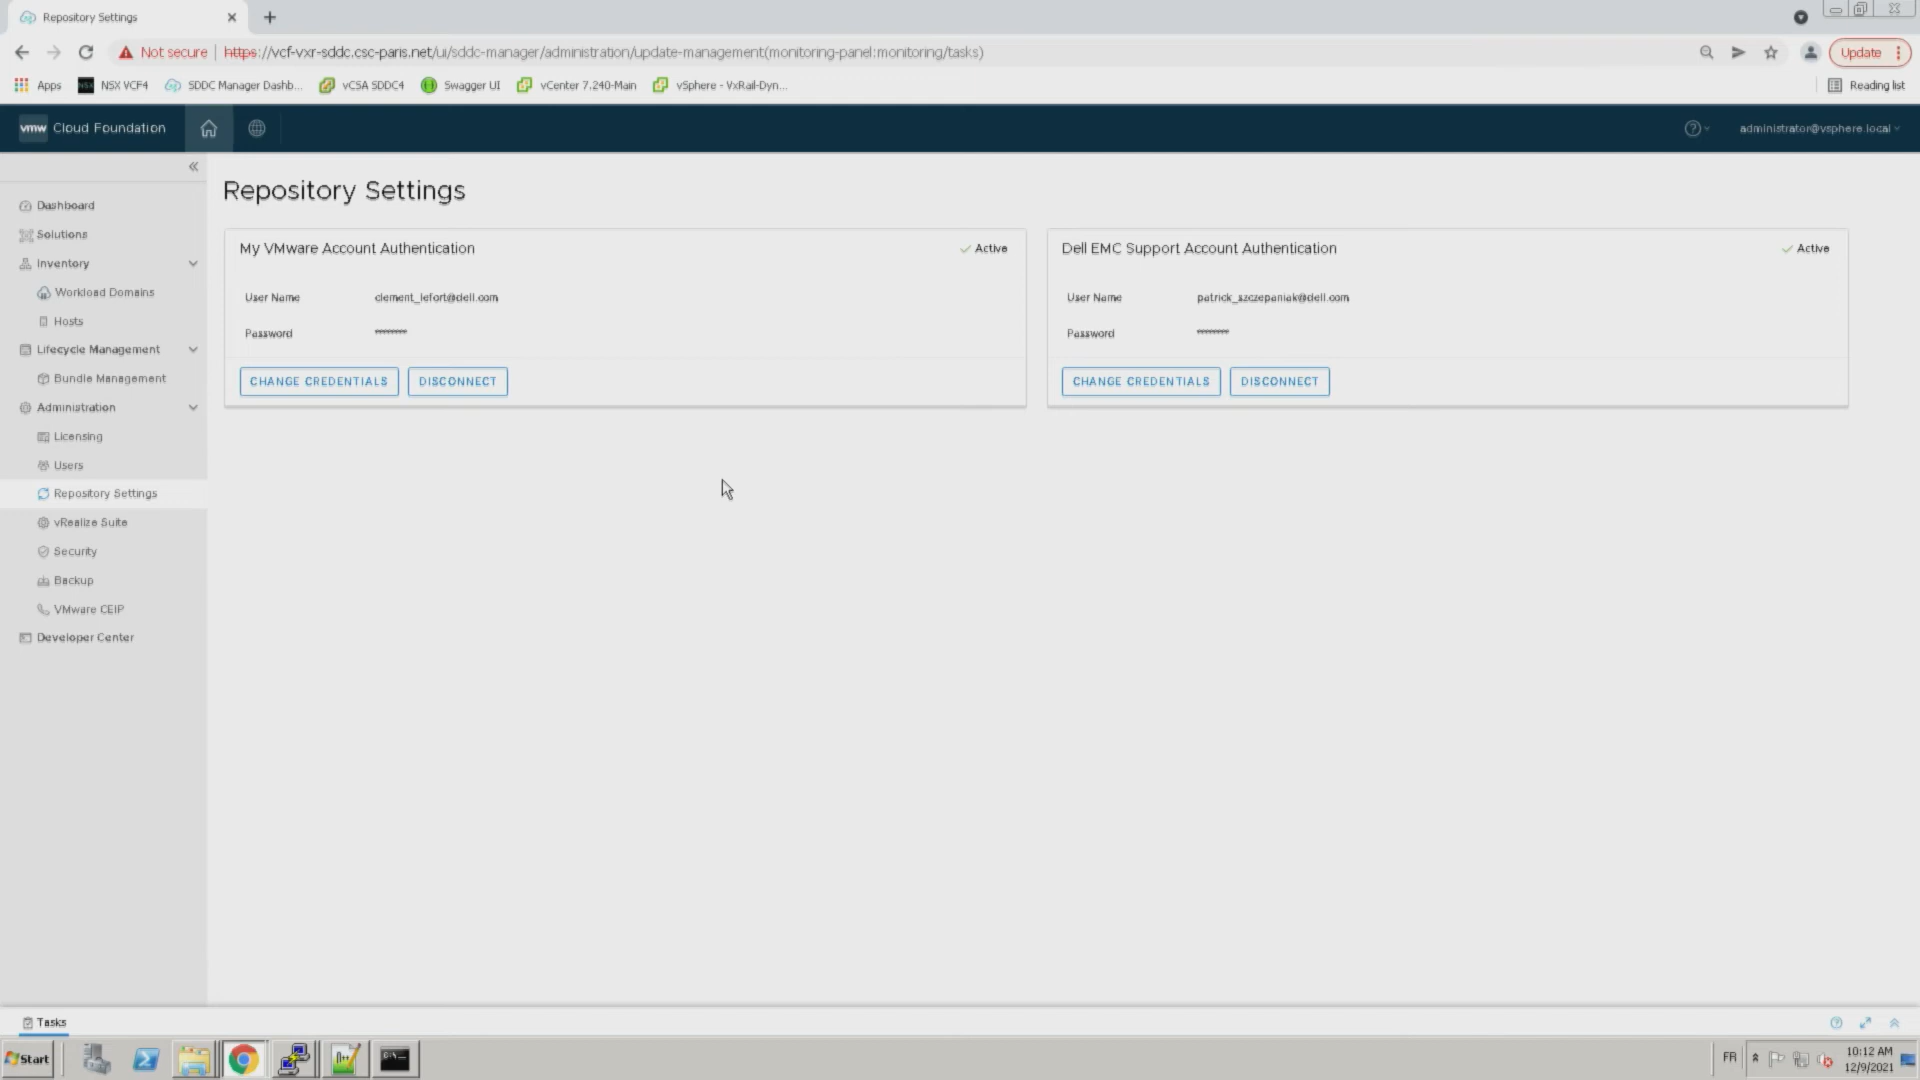 Repository Settings
Not secure https://vcf-vxr-sddc.csc-paris.net/ui/sddc-manager/administration/update-management(monitoring-panel:monitoring/tasks)
Update
Apps NSX VCF4 SDDC Manager Dashb... vCSA SDDC4 Swagger UI vCenter 7.240-Main vSphere - VxRail-Dyn... Reading list
vmw Cloud Foundation administrator@vsphere.local
Repository Settings
Dashboard
Solutions
Inventory
Workload Domains
Hosts
Lifecycle Management
Bundle Management
Administration
Licensing
Users
Repository Settings
vRealize Suite
Security
Backup
VMware CEIP
Developer Center
My VMware Account Authentication Active
User Name clement_lefort@dell.com
Password ********
CHANGE CREDENTIALS DISCONNECT
Dell EMC Support Account Authentication Active
User Name patrick_szczepaniak@dell.com
Password ********
CHANGE CREDENTIALS DISCONNECT
Tasks
Start
FR
10:12 AM
12/9/2021